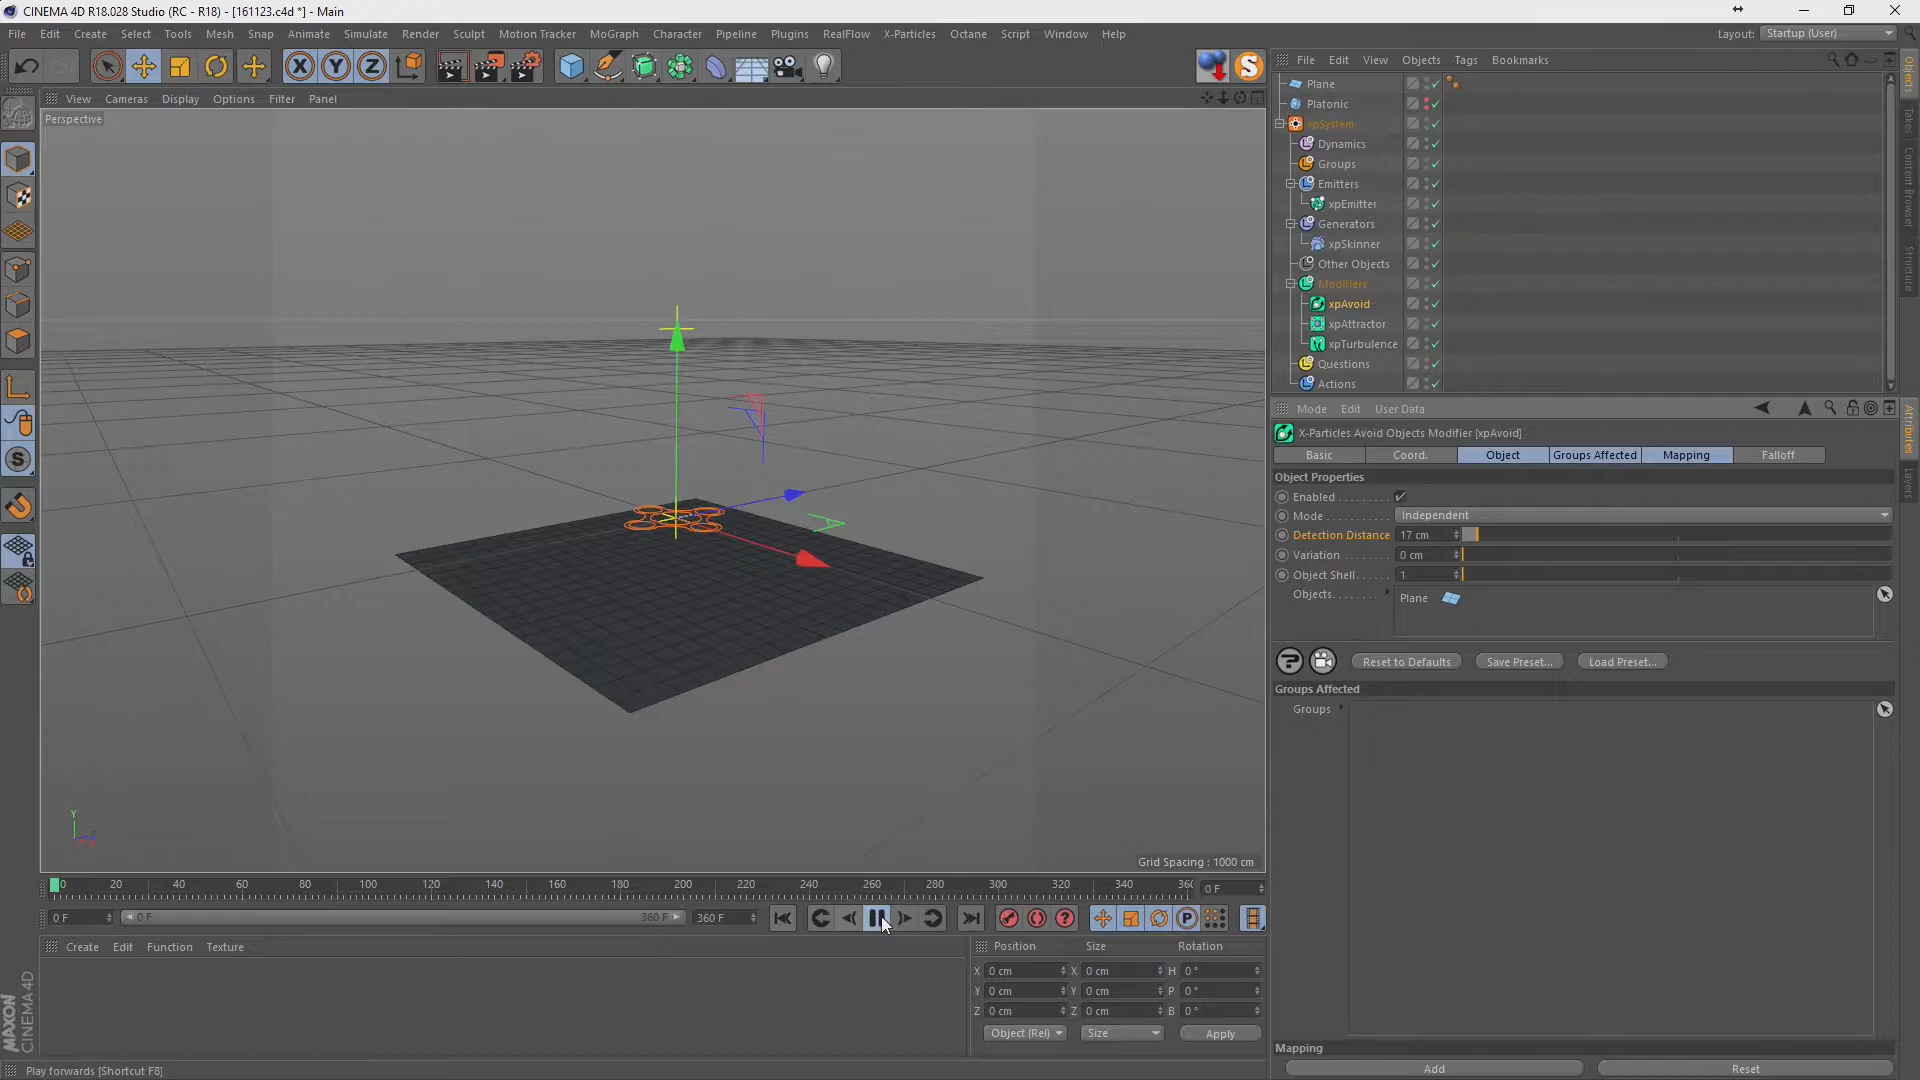 CINEMA 4D R18.028 Studio (RC - R18) - [161123.c4d *] - Main
File Edit Create Select Tools Mesh Snap Animate Simulate Render Sculpt Motion Tracker MoGraph Character Pipeline Plugins RealFlow X-Particles Octane Script Window Help
Layout: Startup (User)
X Y Z S
File Edit View Objects Tags Bookmarks
View Cameras Display Options Filter Panel
Perspective
Plane
Platonic
xpSystem
Dynamics
Groups
Emitters
xpEmitter
Generators
xpSkinner
Other Objects
Modifiers
xpAvoid
xpAttractor
xpTurbulence
Questions
Actions
Objects
Takes
Content Browser
Structure
Mode Edit User Data
X-Particles Avoid Objects Modifier [xpAvoid]
Basic Coord. Object Groups Affected Mapping Falloff
Object Properties
Enabled
Mode Independent
Detection Distance 17 cm
Variation 0 cm
Object Shell 1
Objects Plane
Reset to Defaults Save Preset... Load Preset...
Groups Affected
Groups
Attributes
Layers
S
Y
Grid Spacing : 1000 cm
0 20 40 60 80 100 120 140 160 180 200 220 240 260 280 300 320 340 36 0 F
0 F 0 F 360 F 360 F
P
Create Edit Function Texture
Position Size Rotation
X 0 cm X 0 cm H 0 °
Y 0 cm Y 0 cm P 0 °
Z 0 cm Z 0 cm B 0 °
Object (Rel) Size Apply
Mapping
Add Reset
MAXON
CINEMA 4D
Play forwards [Shortcut F8]